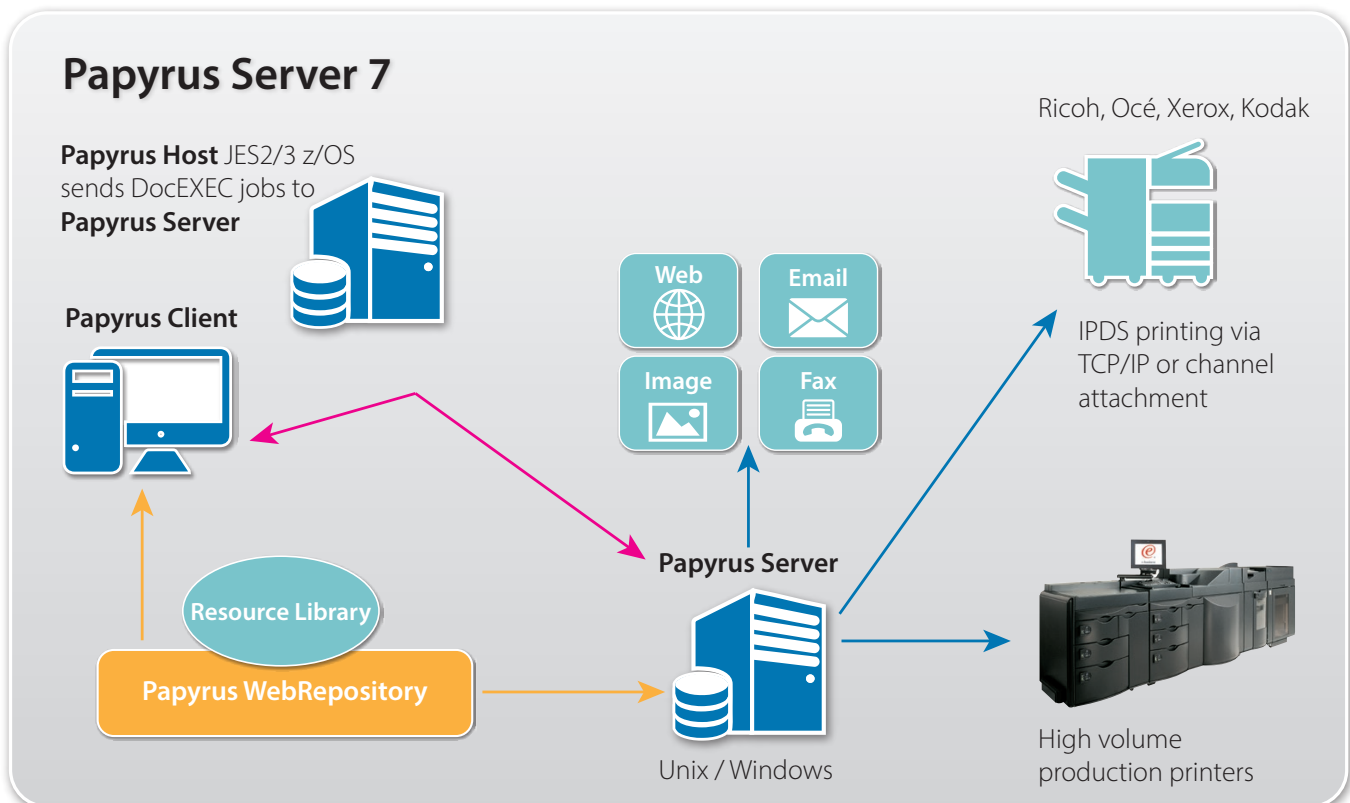 Papyrus Server 7
Papyrus Host JES2/3 z/OS
sends DocEXEC jobs to
Papyrus Server
Papyrus Client
Web
Email
Image
Fax
Ricoh, Océ, Xerox, Kodak
IPDS printing via
TCP/IP or channel
attachment
Resource Library
Papyrus WebRepository
Papyrus Server
Unix / Windows
High volume
production printers